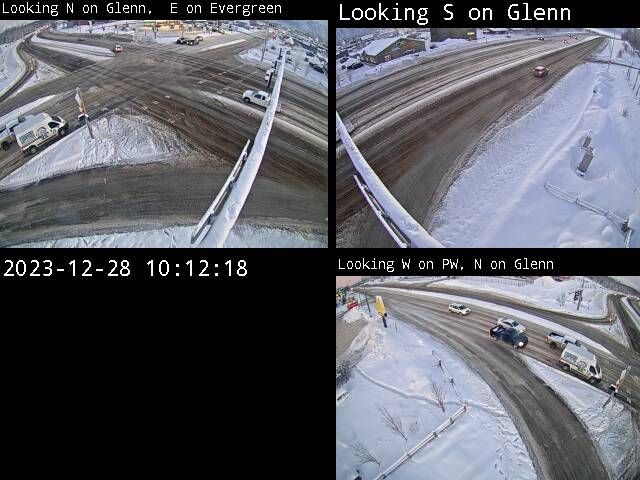 Looking N on Glenn,  E on Evergreen
Looking S on Glenn
2023-12-28 10:12:18
Looking W on PW, N on Glenn